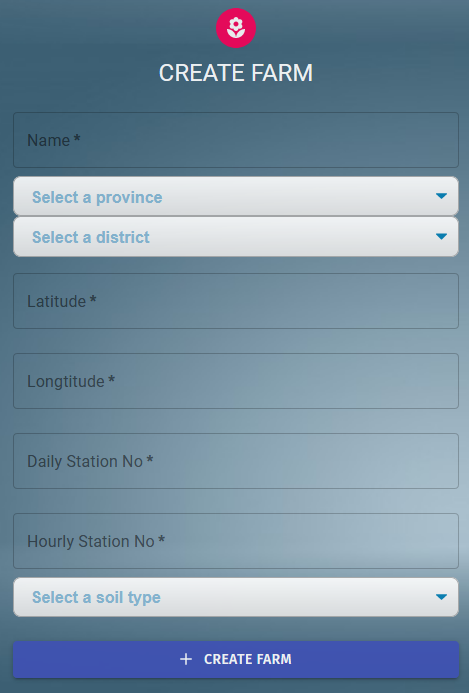 CREATE FARM
Name *
Select a province
Select a district
Latitude *
Longtitude *
Daily Station No *
Hourly Station No *
Select a soil type
+ CREATE FARM